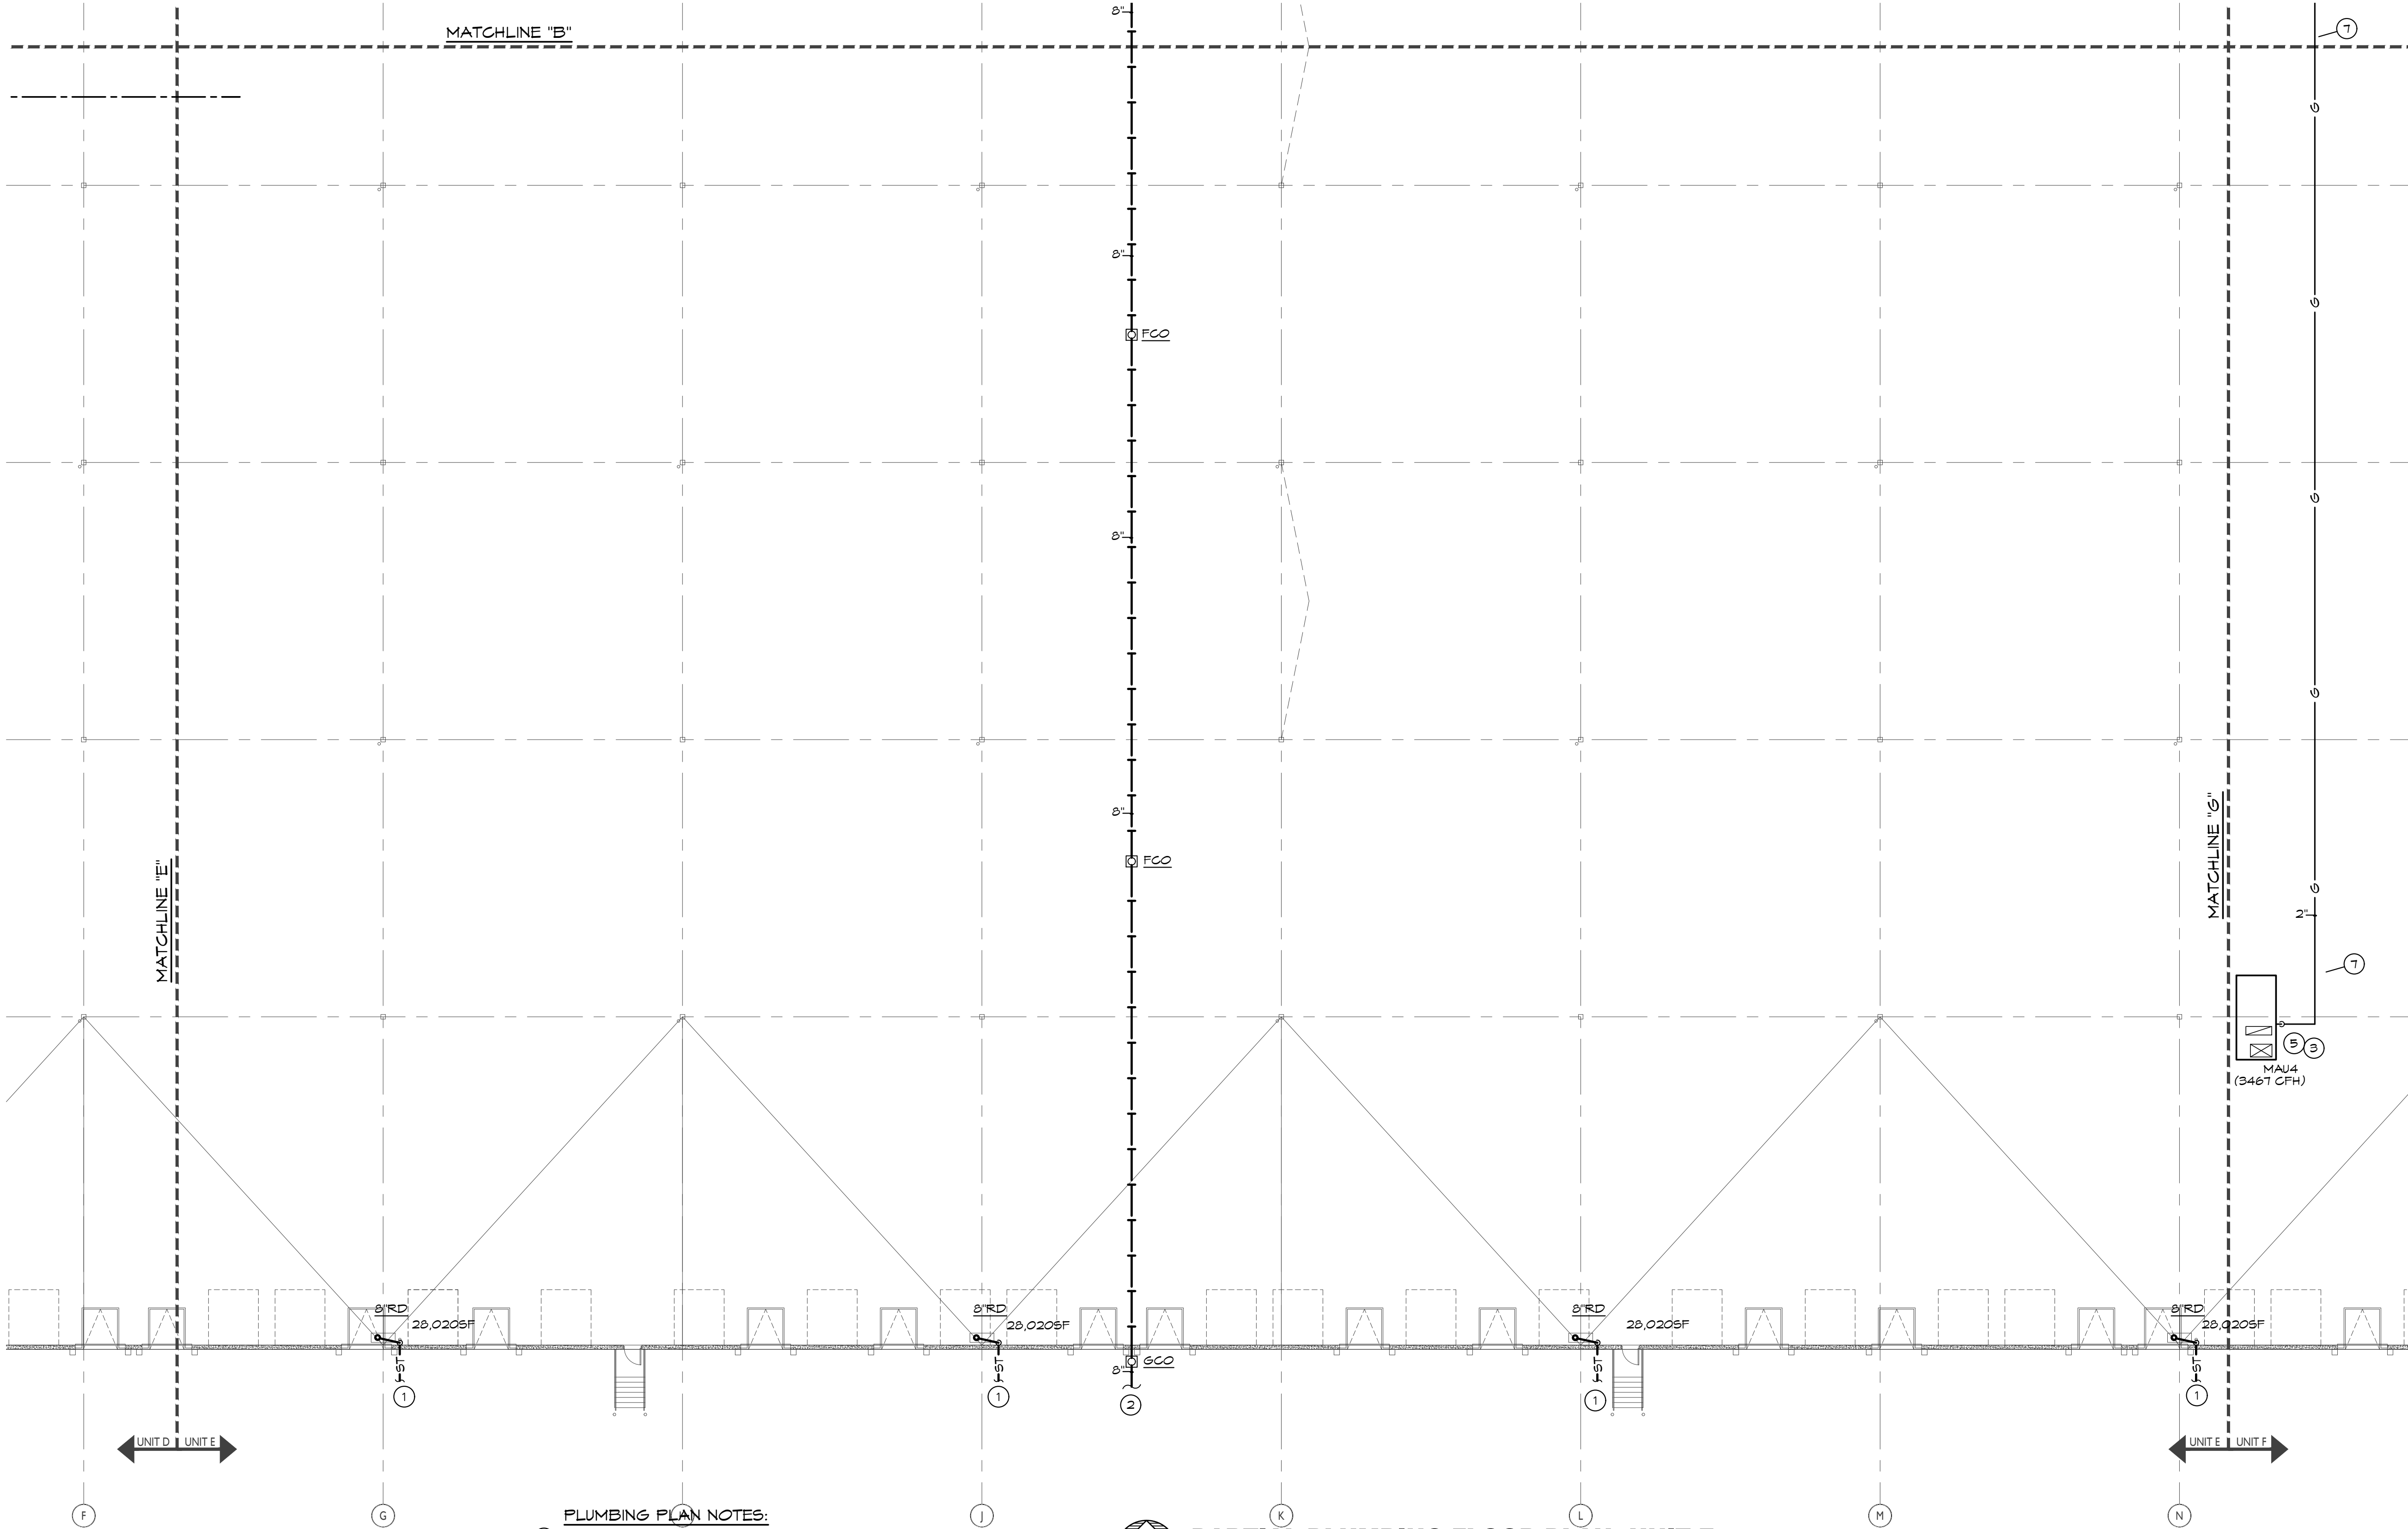 8"
MATCHLINE "B"
7
G
G
8"
FCO
G
8"
G
MATCHLINE "G"
8"
FCO
MATCHLINE "E"
G
2"
7
5
3
MAU4
(3467 CFH)
8"RD
28,020SF
8"RD
28,020SF
8"RD
28,020SF
8"RD
28,020SF
ST
ST
8"
GCO
ST
ST
1
1
2
1
1
UNIT D
UNIT E
UNIT E
UNIT F
PLUMBING PLAN NOTES:
F
G
J
K
L
M
N